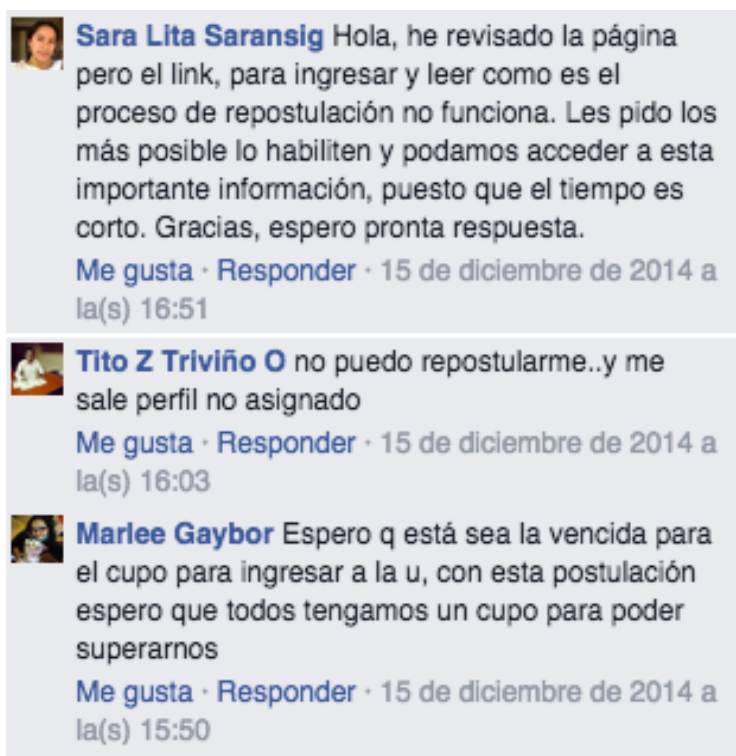 Sara Lita Saransig Hola, he revisado la página
pero el link, para ingresar y leer como es el
proceso de repostulación no funciona. Les pido los
más posible lo habiliten y podamos acceder a esta
importante información, puesto que el tiempo es
corto. Gracias, espero pronta respuesta.
Me gusta · Responder · 15 de diciembre de 2014 a
la(s) 16:51
Tito Z Triviño O no puedo repostularme..y me
sale perfil no asignado
Me gusta · Responder · 15 de diciembre de 2014 a
la(s) 16:03
Marlee Gaybor Espero q está sea la vencida para
el cupo para ingresar a la u, con esta postulación
espero que todos tengamos un cupo para poder
superarnos
Me gusta · Responder · 15 de diciembre de 2014 a
la(s) 15:50